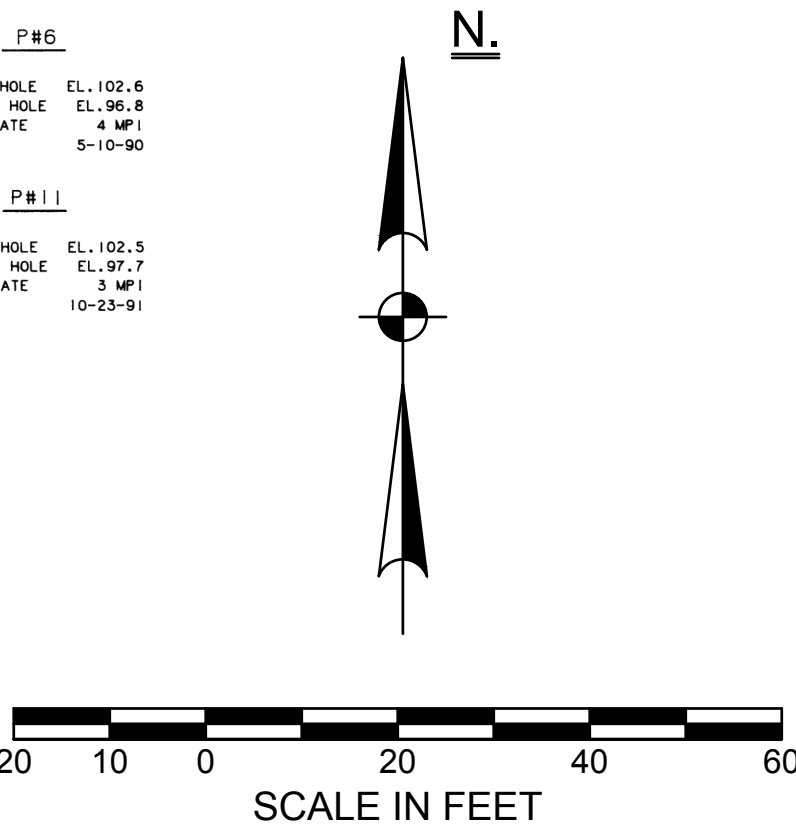 P#6
HOLE EL.102.6
HOLE EL.96.8
ATE 4 MPI
5-10-90
P#11
HOLE EL.102.5
HOLE EL.97.7
ATE 3 MPI
10-23-91
N.
20 10 0 20 40 60
SCALE IN FEET